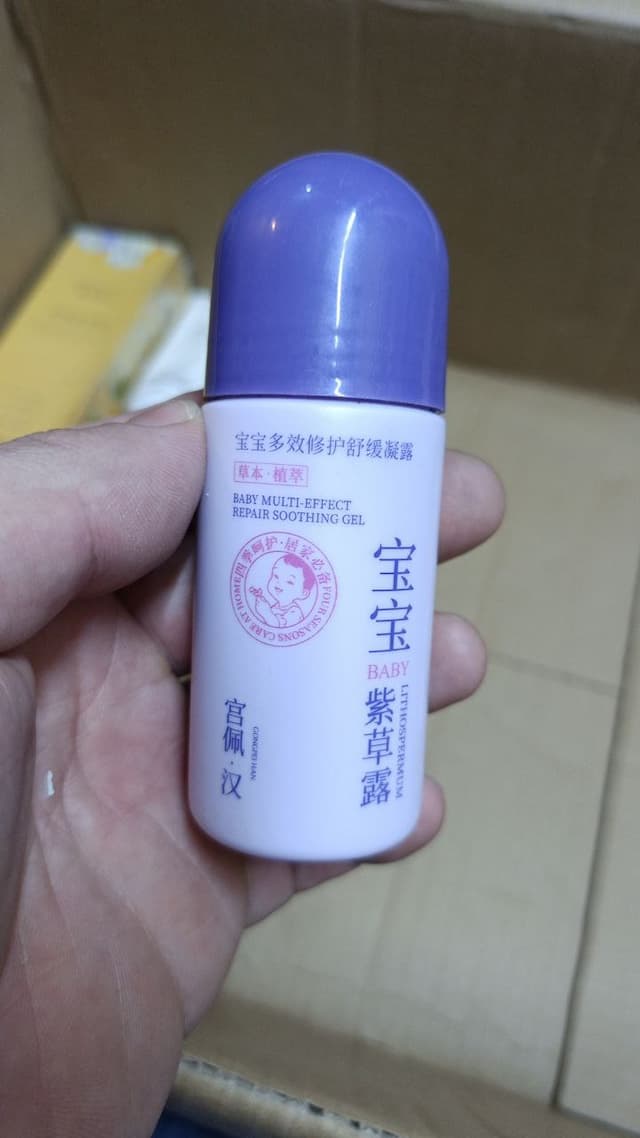 宝宝多效修护舒缓凝露
草本·植萃
BABY MULTI-EFFECT
REPAIR SOOTHING GEL
四季呵护·居家必备
FOUR SEASONS CARE AT HOME
宝宝
BABY
紫草露
LITHOSPERMUM
宫佩·汉
GONGPEI HAN